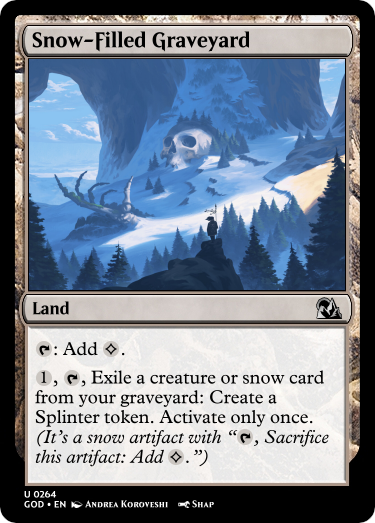 Snow-Filled Graveyard
Land
: Add .
1, , Exile a creature or snow card
from your graveyard: Create a
Splinter token. Activate only once.
(It's a snow artifact with “, Sacrifice
this artifact: Add .”)
U 0264
GOD • EN Andrea Koroveshi Shap